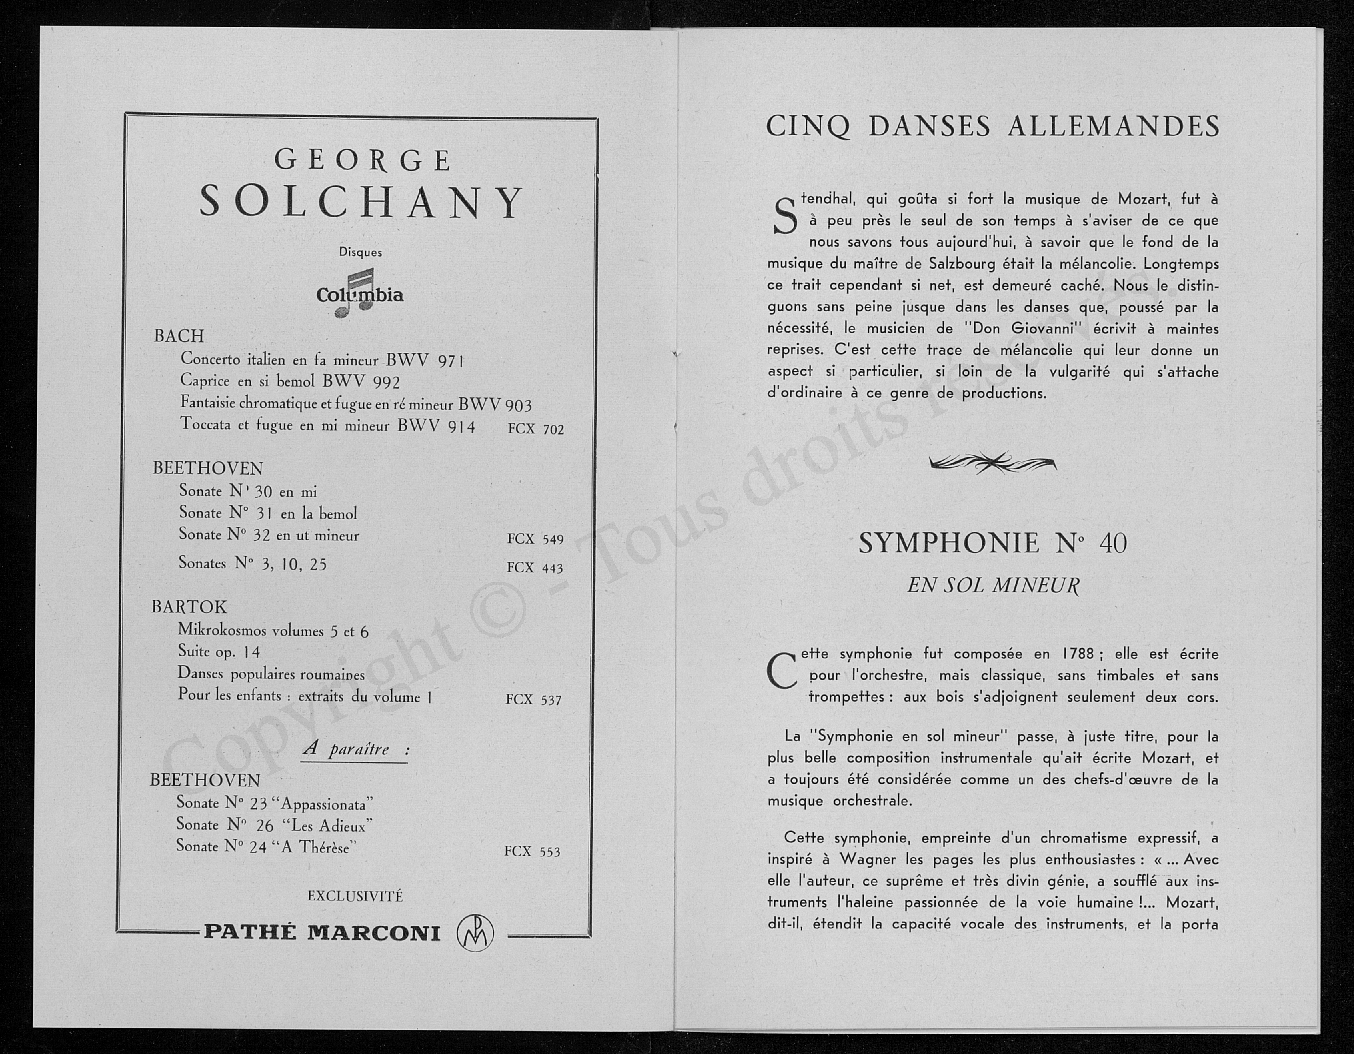 GEORGE
SOLCHANY
Disques
Columbia
BACH
Concerto italien en fa mineur BWV 971
Caprice en si bemol BWV 992
Fantaisie chromatique et fugue en ré mineur BWV 903
Toccata et fugue en mi mineur BWV 914 FCX 702
BEETHOVEN
Sonate N° 30 en mi
Sonate N° 31 en la bemol
Sonate N° 32 en ut mineur FCX 549
Sonates N° 3, 10, 25 FCX 443
BARTOK
Mikrokosmos volumes 5 et 6
Suite op. 14
Danses populaires roumaines
Pour les enfants : extraits du volume 1 FCX 537
A paraître :
BEETHOVEN
Sonate N° 23 “Appassionata”
Sonate N° 26 “Les Adieux”
Sonate N° 24 “A Thérèse” FCX 553
EXCLUSIVITÉ
PATHÉ MARCONI
CINQ DANSES ALLEMANDES
Stendhal, qui goûta si fort la musique de Mozart, fut à
à peu près le seul de son temps à s'aviser de ce que
nous savons tous aujourd'hui, à savoir que le fond de la
musique du maître de Salzbourg était la mélancolie. Longtemps
ce trait cependant si net, est demeuré caché. Nous le distin-
guons sans peine jusque dans les danses que, poussé par la
nécessité, le musicien de "Don Giovanni" écrivit à maintes
reprises. C'est cette trace de mélancolie qui leur donne un
aspect si particulier, si loin de la vulgarité qui s'attache
d'ordinaire à ce genre de productions.
SYMPHONIE N° 40
EN SOL MINEUR
Cette symphonie fut composée en 1788 ; elle est écrite
pour l'orchestre, mais classique, sans timbales et sans
trompettes : aux bois s'adjoignent seulement deux cors.
La "Symphonie en sol mineur" passe, à juste titre, pour la
plus belle composition instrumentale qu'ait écrite Mozart, et
a toujours été considérée comme un des chefs-d'œuvre de la
musique orchestrale.
Cette symphonie, empreinte d'un chromatisme expressif, a
inspiré à Wagner les pages les plus enthousiastes : « ... Avec
elle l'auteur, ce suprême et très divin génie, a soufflé aux ins-
truments l'haleine passionnée de la voie humaine !... Mozart,
dit-il, étendit la capacité vocale des instruments, et la porta
Copyright © - Tous droits réservés.